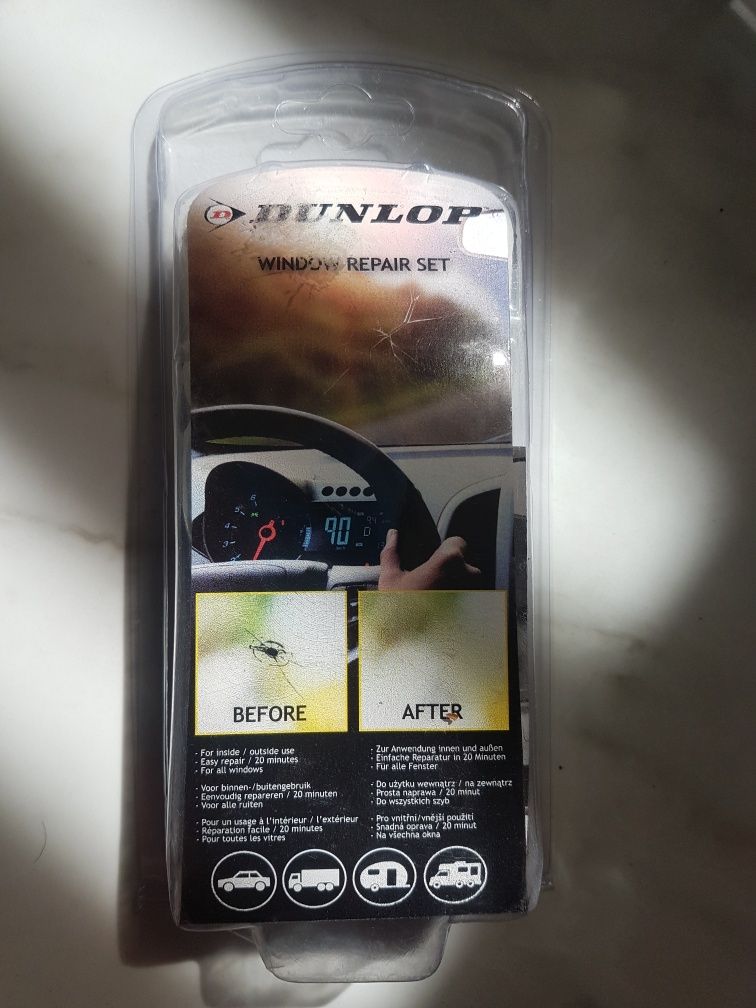 D DUNLOP
WINDOW REPAIR SET
90
BEFORE
AFTER
- For inside / outside use
- Easy repair / 20 minutes
- For all windows
- Voor binnen-/buitengebruik
- Eenvoudig repareren / 20 minuten
- Voor alle ruiten
- Pour un usage à l'intérieur / l'extérieur
- Réparation facile / 20 minutes
- Pour toutes les vitres
- Zur Anwendung innen und außen
- Einfache Reparatur in 20 Minuten
- Für alle Fenster
- Do użytku wewnątrz / na zewnątrz
- Prosta naprawa / 20 minut
- Do wszystkich szyb
- Pro vnitřní/vnější použití
- Snadná oprava / 20 minut
- Na všechna okna